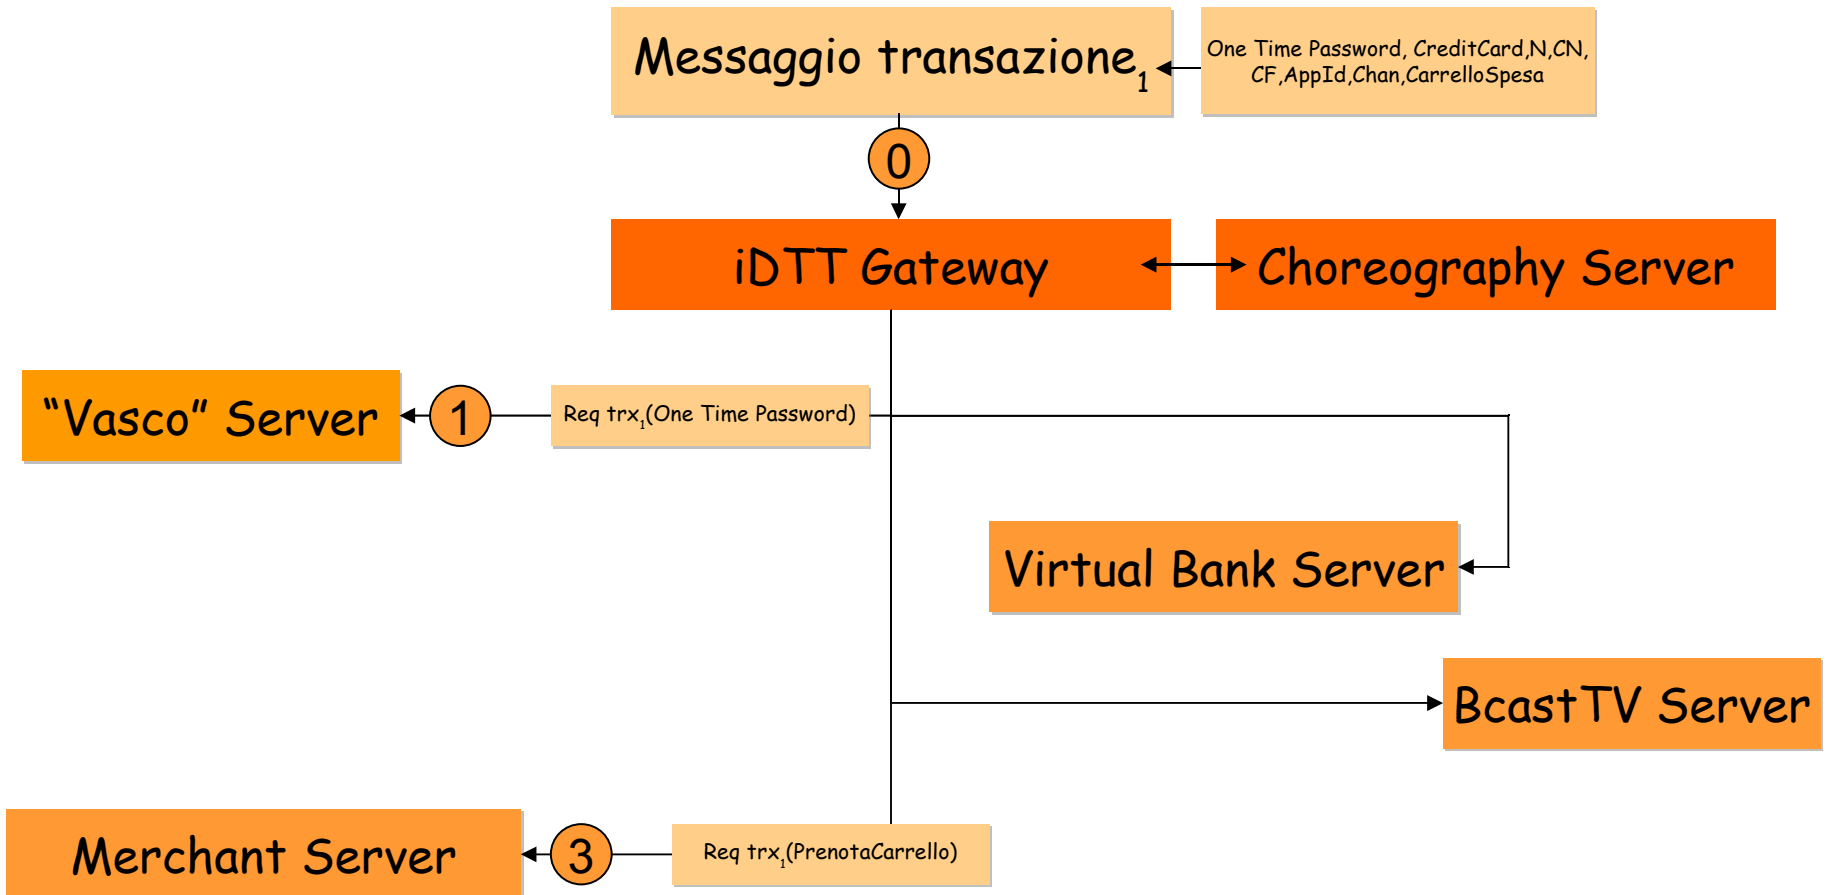 Messaggio transazione1
One Time Password, CreditCard,N,CN,
CF,AppId,Chan,CarrelloSpesa
0
iDTT Gateway
Choreography Server
“Vasco” Server
1
Req trx1(One Time Password)
Virtual Bank Server
BcastTV Server
Merchant Server
3
Req trx1(PrenotaCarrello)